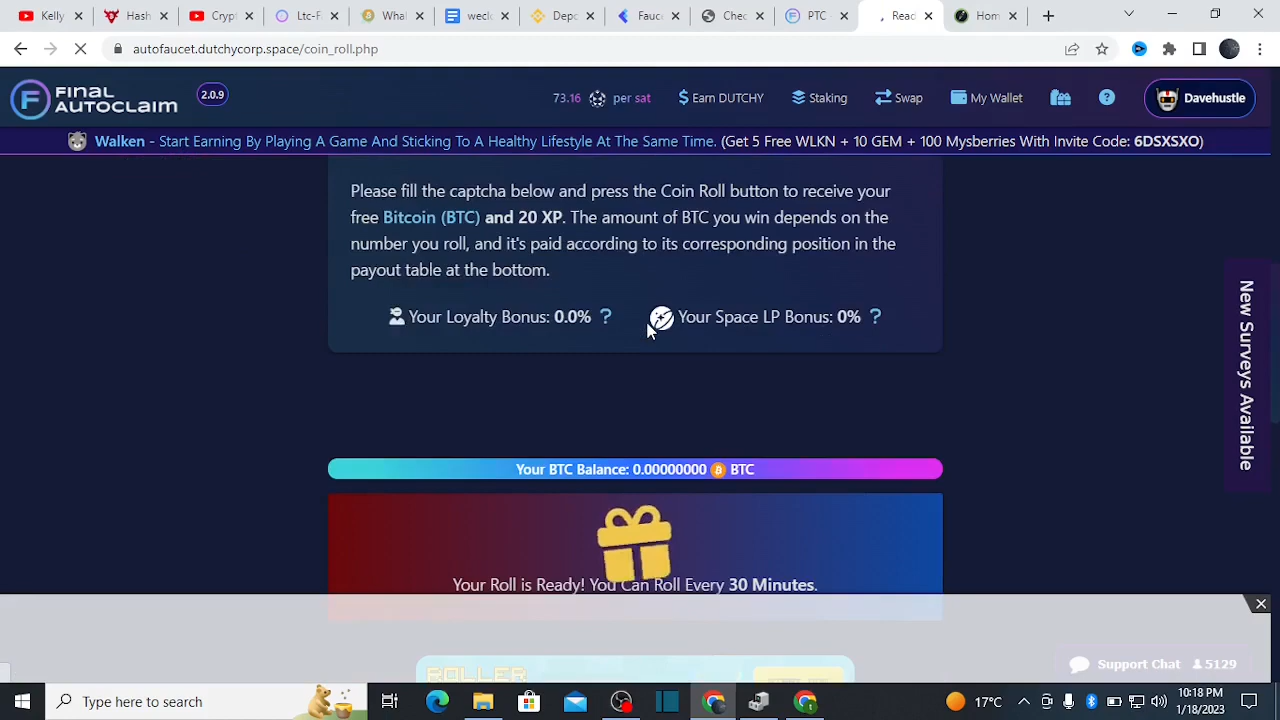 Kelly
Hash
Crypt
Ltc-F
What
weclc
Depo
Fauce
Chec
PTC
Reac
Hom
autofaucet.dutchycorp.space/coin_roll.php
FINAL AUTOCLAIM
2.0.9
73.16 per sat
Earn DUTCHY
Staking
Swap
My Wallet
?
Davehustle
Walken - Start Earning By Playing A Game And Sticking To A Healthy Lifestyle At The Same Time. (Get 5 Free WLKN + 10 GEM + 100 Mysberries With Invite Code: 6DSXSXO)
Please fill the captcha below and press the Coin Roll button to receive your
free Bitcoin (BTC) and 20 XP. The amount of BTC you win depends on the
number you roll, and it's paid according to its corresponding position in the
payout table at the bottom.
Your Loyalty Bonus: 0.0% ? Your Space LP Bonus: 0% ?
New Surveys Available
Your BTC Balance: 0.00000000 BTC
Your Roll is Ready! You Can Roll Every 30 Minutes.
ROLLER
Support Chat 5129
Type here to search
17°C
10:18 PM
1/18/2023